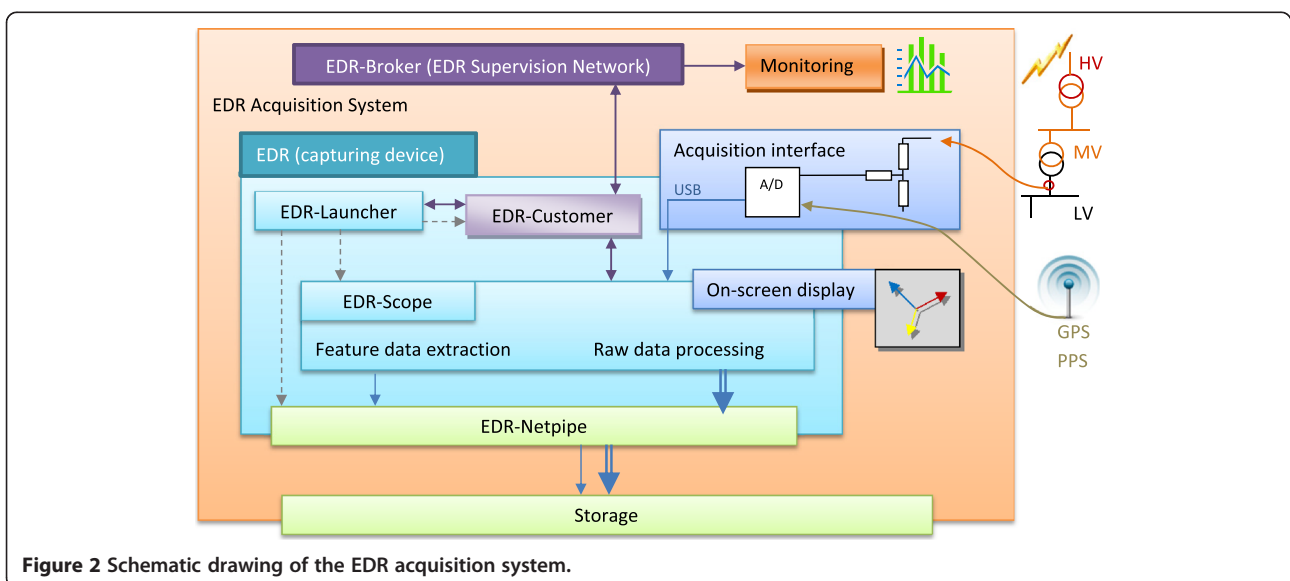 EDR-Broker (EDR Supervision Network)
Monitoring
HV
EDR Acquisition System
EDR (capturing device)
Acquisition interface
MV
A/D
USB
EDR-Launcher
EDR-Customer
LV
On-screen display
EDR-Scope
GPS
Feature data extraction
Raw data processing
PPS
EDR-Netpipe
Storage
Figure 2 Schematic drawing of the EDR acquisition system.